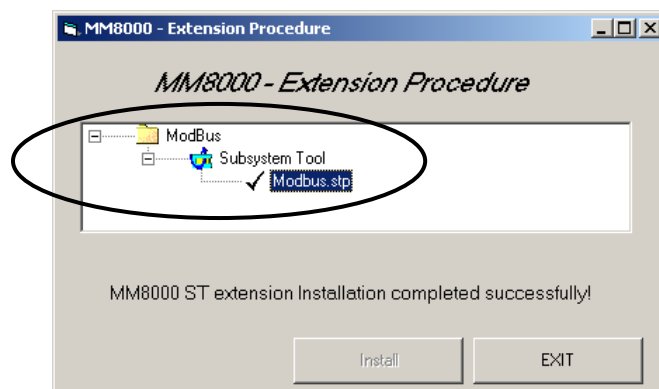 MM8000 - Extension Procedure
MM8000 - Extension Procedure
ModBus
Subsystem Tool
Modbus.stp
MM8000 ST extension Installation completed successfully!
Install
EXIT